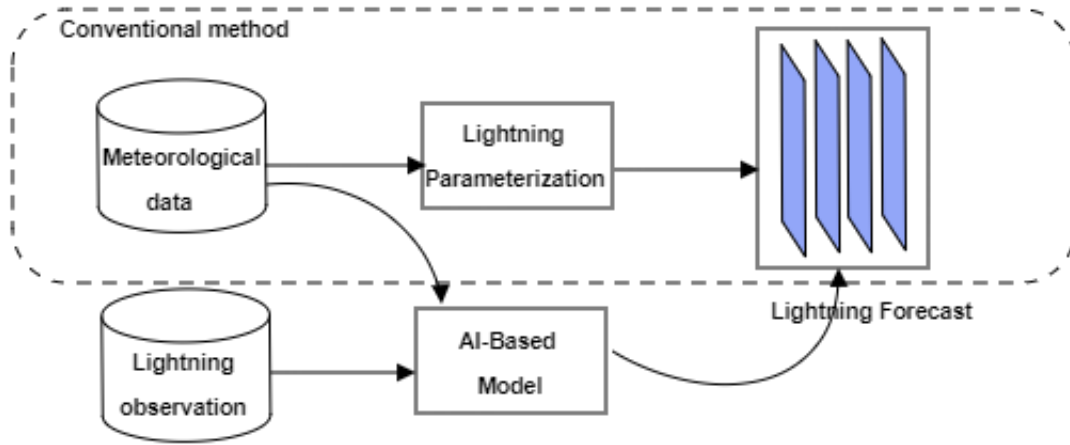 Conventional method
Meteorological
data
Lightning
Parameterization
Lightning Forecast
Lightning
observation
AI-Based
Model